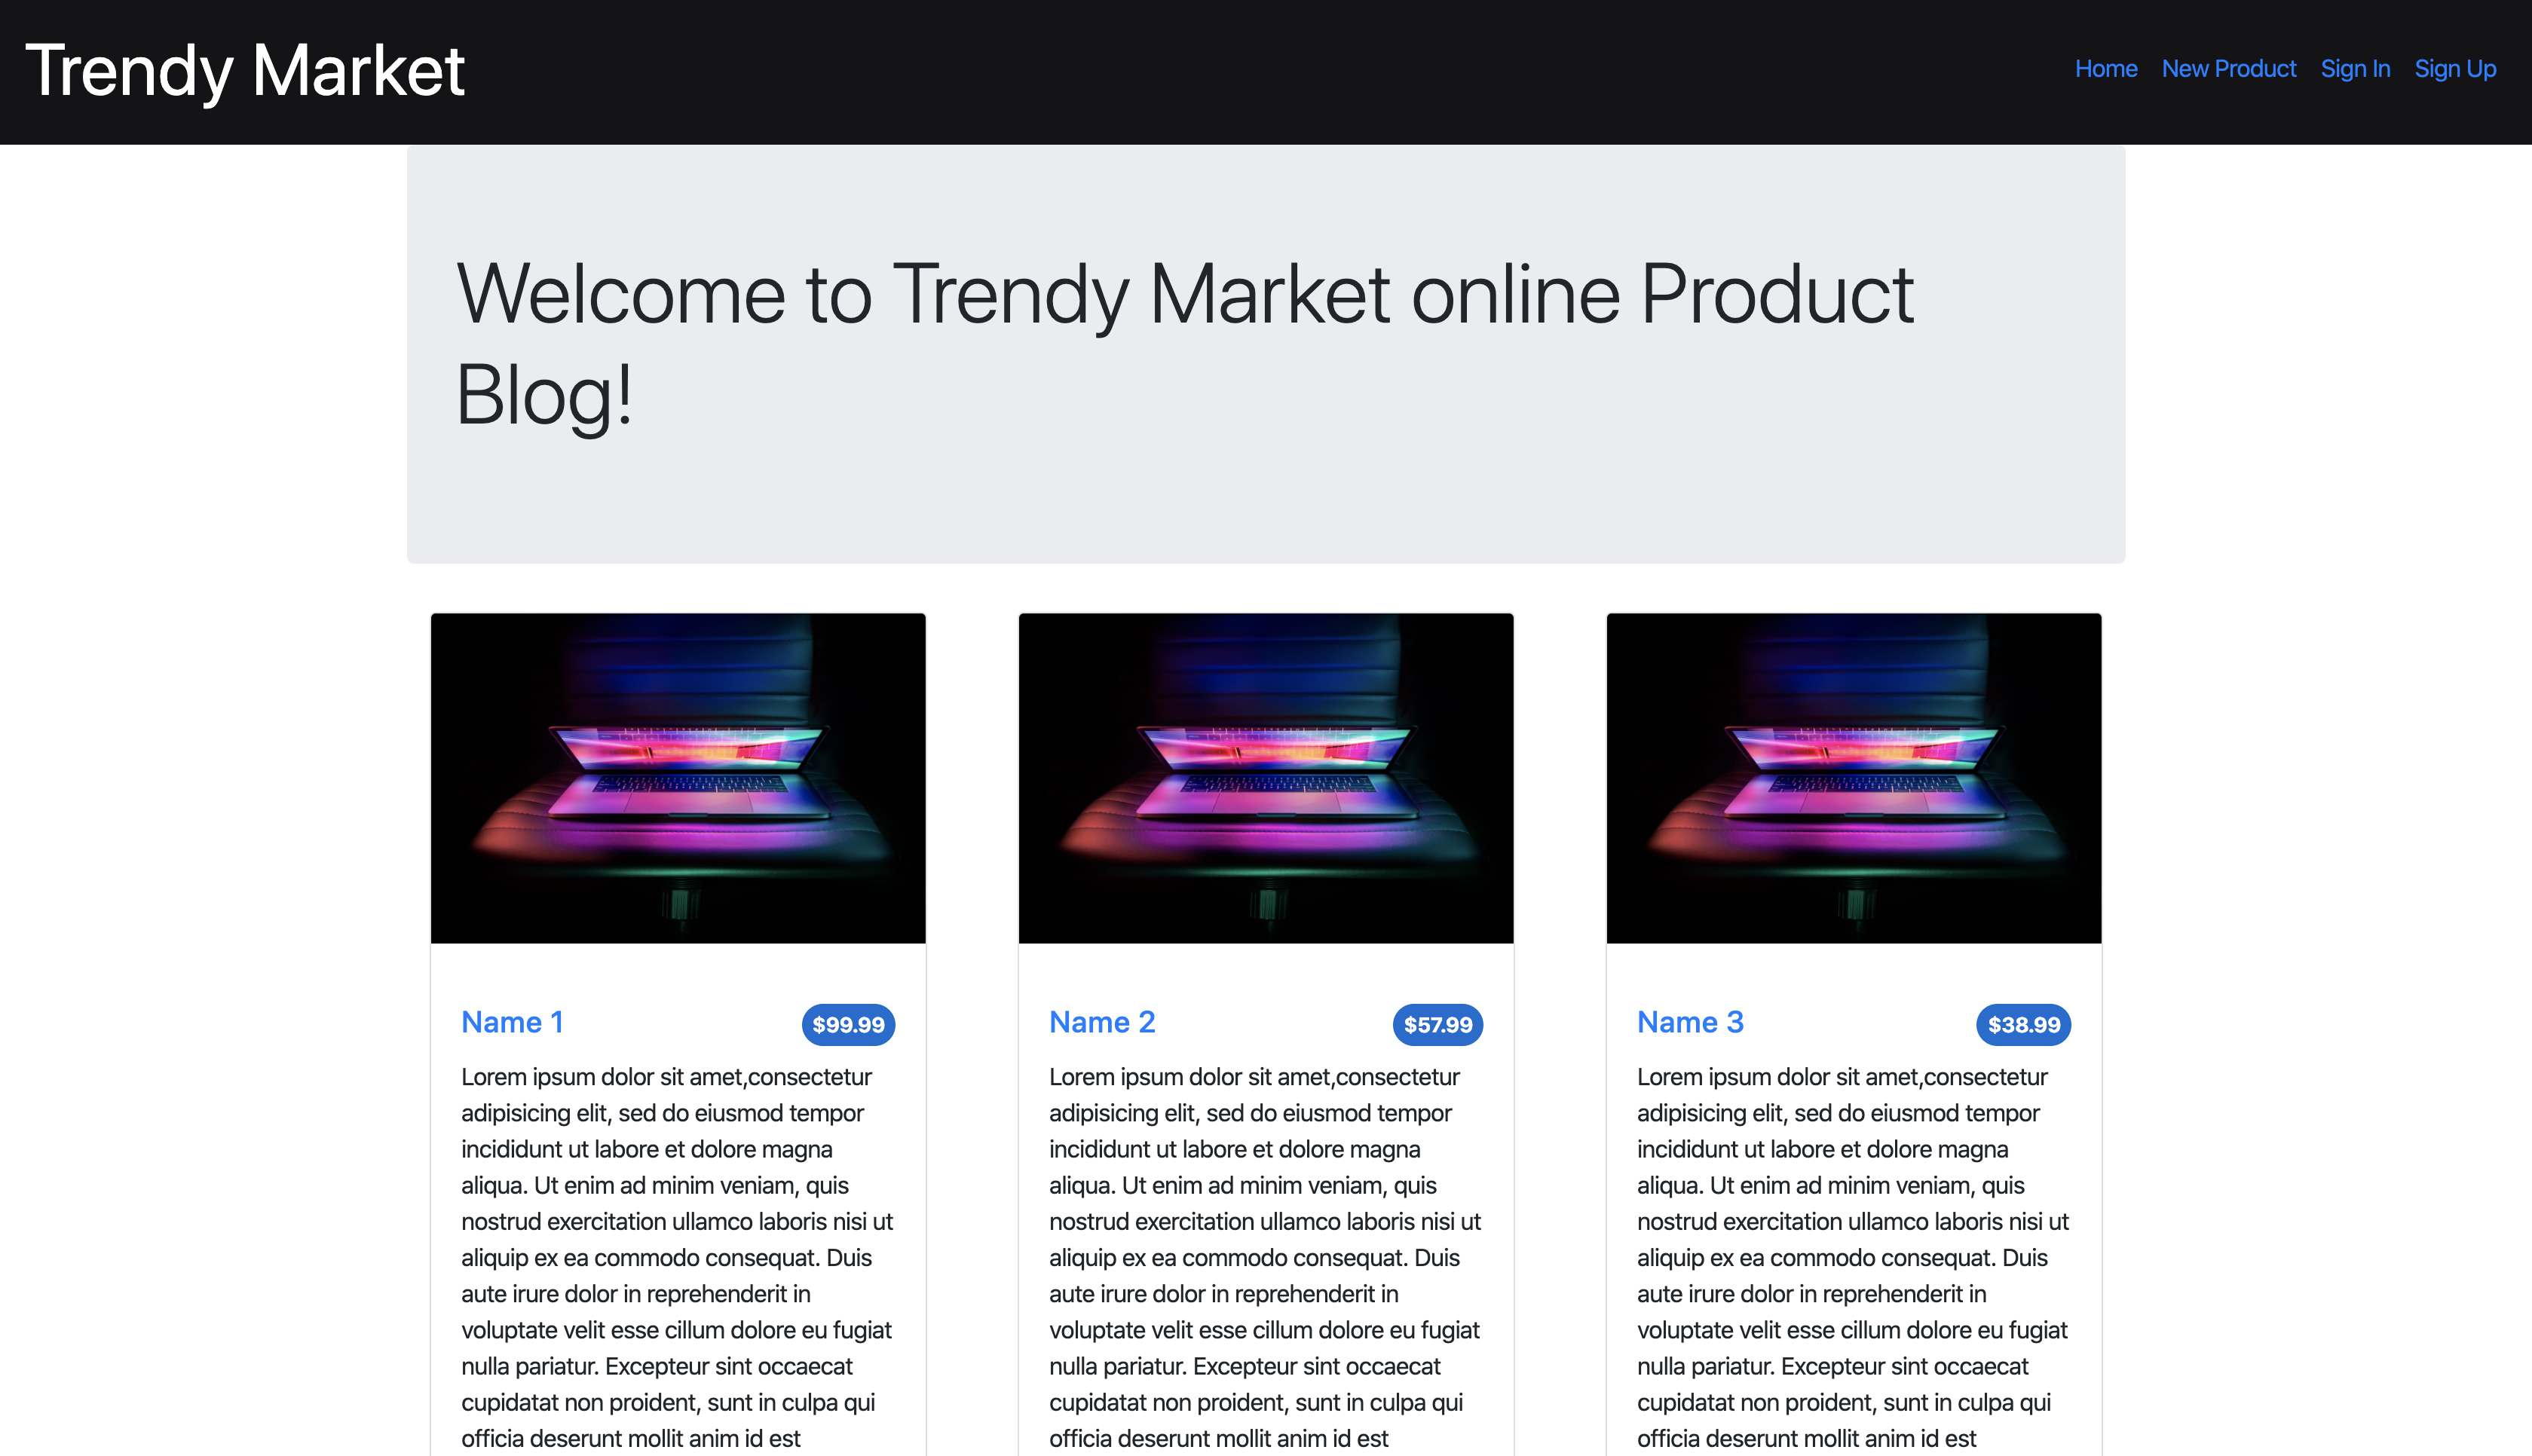 Trendy Market
Home New Product Sign In Sign Up
Welcome to Trendy Market online Product
Blog!
Name 1 $99.99
Lorem ipsum dolor sit amet,consectetur
adipisicing elit, sed do eiusmod tempor
incididunt ut labore et dolore magna
aliqua. Ut enim ad minim veniam, quis
nostrud exercitation ullamco laboris nisi ut
aliquip ex ea commodo consequat. Duis
aute irure dolor in reprehenderit in
voluptate velit esse cillum dolore eu fugiat
nulla pariatur. Excepteur sint occaecat
cupidatat non proident, sunt in culpa qui
officia deserunt mollit anim id est
Name 2 $57.99
Lorem ipsum dolor sit amet,consectetur
adipisicing elit, sed do eiusmod tempor
incididunt ut labore et dolore magna
aliqua. Ut enim ad minim veniam, quis
nostrud exercitation ullamco laboris nisi ut
aliquip ex ea commodo consequat. Duis
aute irure dolor in reprehenderit in
voluptate velit esse cillum dolore eu fugiat
nulla pariatur. Excepteur sint occaecat
cupidatat non proident, sunt in culpa qui
officia deserunt mollit anim id est
Name 3 $38.99
Lorem ipsum dolor sit amet,consectetur
adipisicing elit, sed do eiusmod tempor
incididunt ut labore et dolore magna
aliqua. Ut enim ad minim veniam, quis
nostrud exercitation ullamco laboris nisi ut
aliquip ex ea commodo consequat. Duis
aute irure dolor in reprehenderit in
voluptate velit esse cillum dolore eu fugiat
nulla pariatur. Excepteur sint occaecat
cupidatat non proident, sunt in culpa qui
officia deserunt mollit anim id est